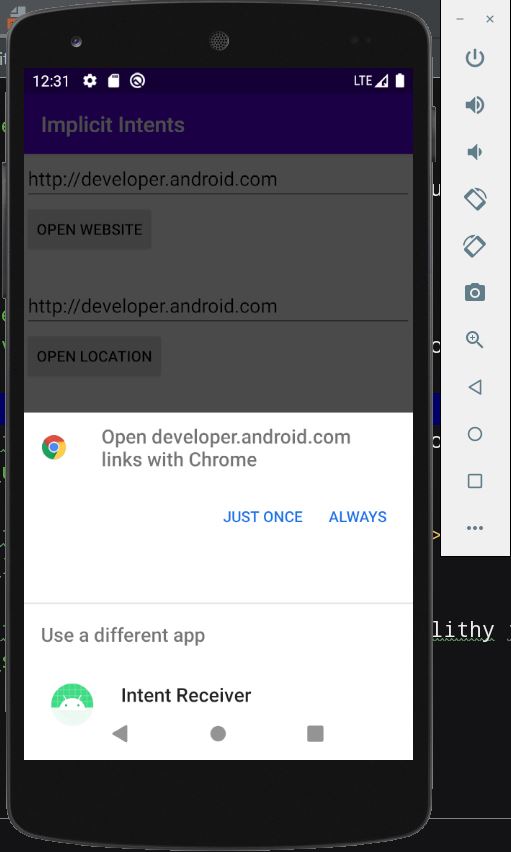 12:31
LTE
Implicit Intents
http://developer.android.com
OPEN WEBSITE
http://developer.android.com
OPEN LOCATION
Open developer.android.com
links with Chrome
JUST ONCE
ALWAYS
Use a different app
lithy
Intent Receiver